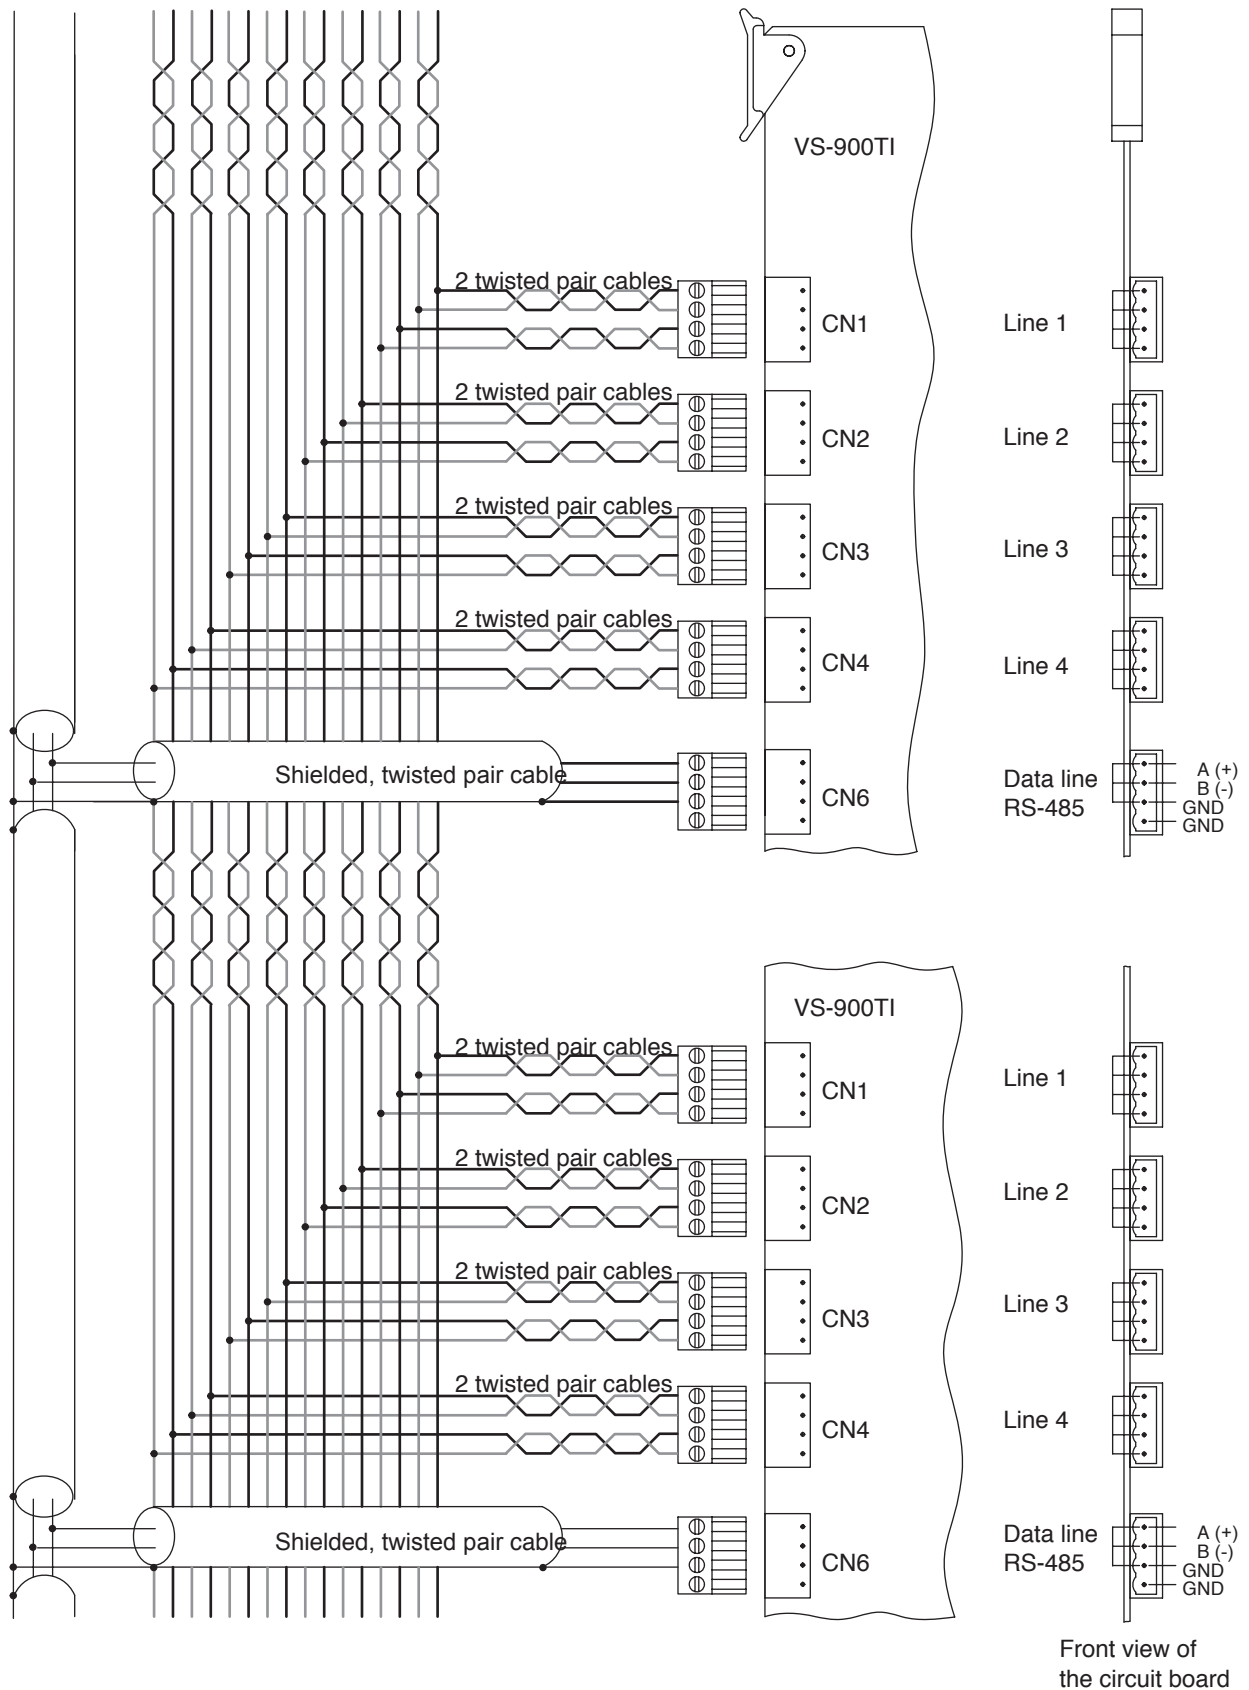 VS-900TI
2 twisted pair cables
CN1
Line 1
2 twisted pair cables
CN2
Line 2
2 twisted pair cables
CN3
Line 3
2 twisted pair cables
CN4
Line 4
Shielded, twisted pair cable
CN6
Data line
RS-485
A (+)
B (-)
GND
GND
VS-900TI
2 twisted pair cables
CN1
Line 1
2 twisted pair cables
CN2
Line 2
2 twisted pair cables
CN3
Line 3
2 twisted pair cables
CN4
Line 4
Shielded, twisted pair cable
CN6
Data line
RS-485
A (+)
B (-)
GND
GND
Front view of
the circuit board